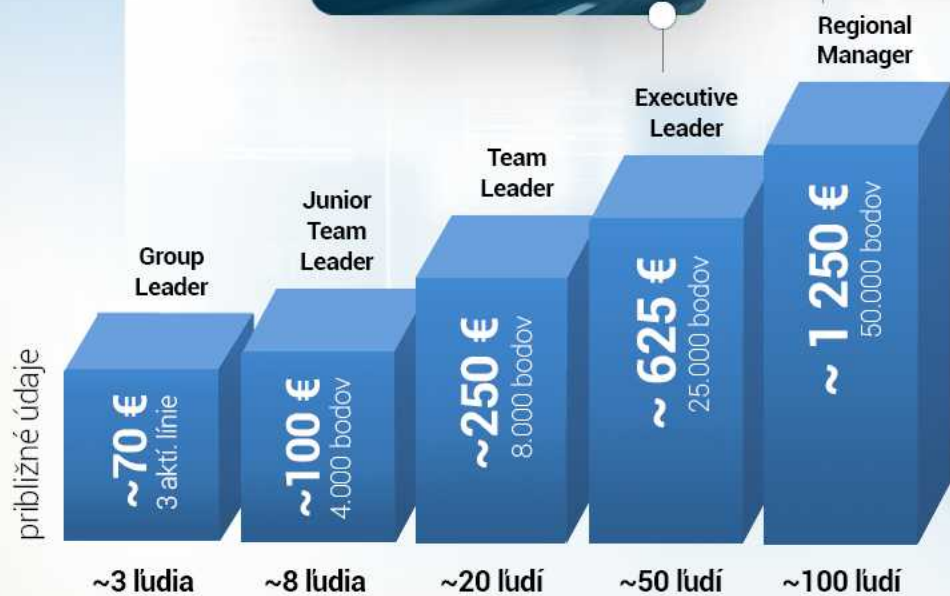 Regional
Manager
Executive
Leader
Team
Leader
Junior
Team
Leader
Group
Leader
približné údaje
~70 €
3 aktí. línie
~100 €
4.000 bodov
~250 €
8.000 bodov
~ 625 €
25.000 bodov
~ 1 250 €
50.000 bodov
~3 ľudia
~8 ľudia
~20 ľudí
~50 ľudí
~100 ľudí